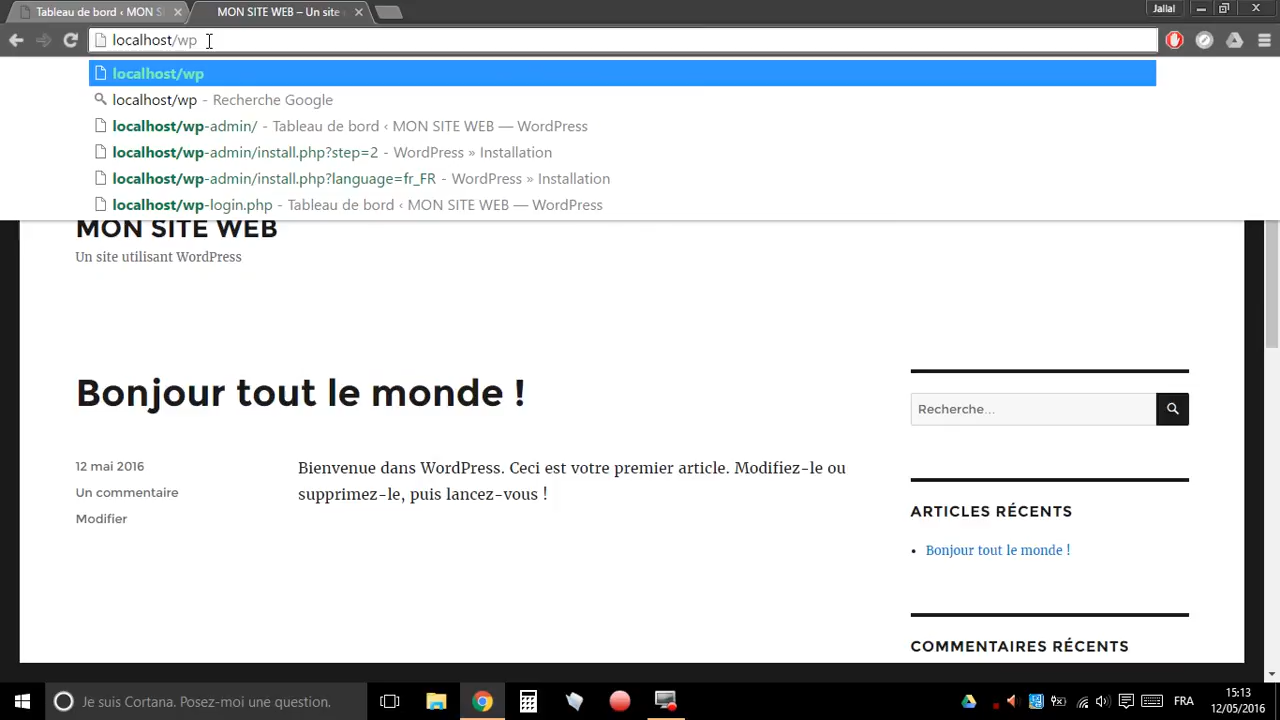 Tableau de bord ‹ MON S
MON SITE WEB – Un site
Jallal
localhost/wp
localhost/wp
localhost/wp - Recherche Google
localhost/wp-admin/ - Tableau de bord ‹ MON SITE WEB — WordPress
localhost/wp-admin/install.php?step=2 - WordPress » Installation
localhost/wp-admin/install.php?language=fr_FR - WordPress » Installation
localhost/wp-login.php - Tableau de bord ‹ MON SITE WEB — WordPress
MON SITE WEB
Un site utilisant WordPress
Bonjour tout le monde !
12 mai 2016
Un commentaire
Modifier
Bienvenue dans WordPress. Ceci est votre premier article. Modifiez-le ou
supprimez-le, puis lancez-vous !
Recherche…
ARTICLES RÉCENTS
Bonjour tout le monde !
COMMENTAIRES RÉCENTS
Je suis Cortana. Posez-moi une question.
FRA
15:13
12/05/2016